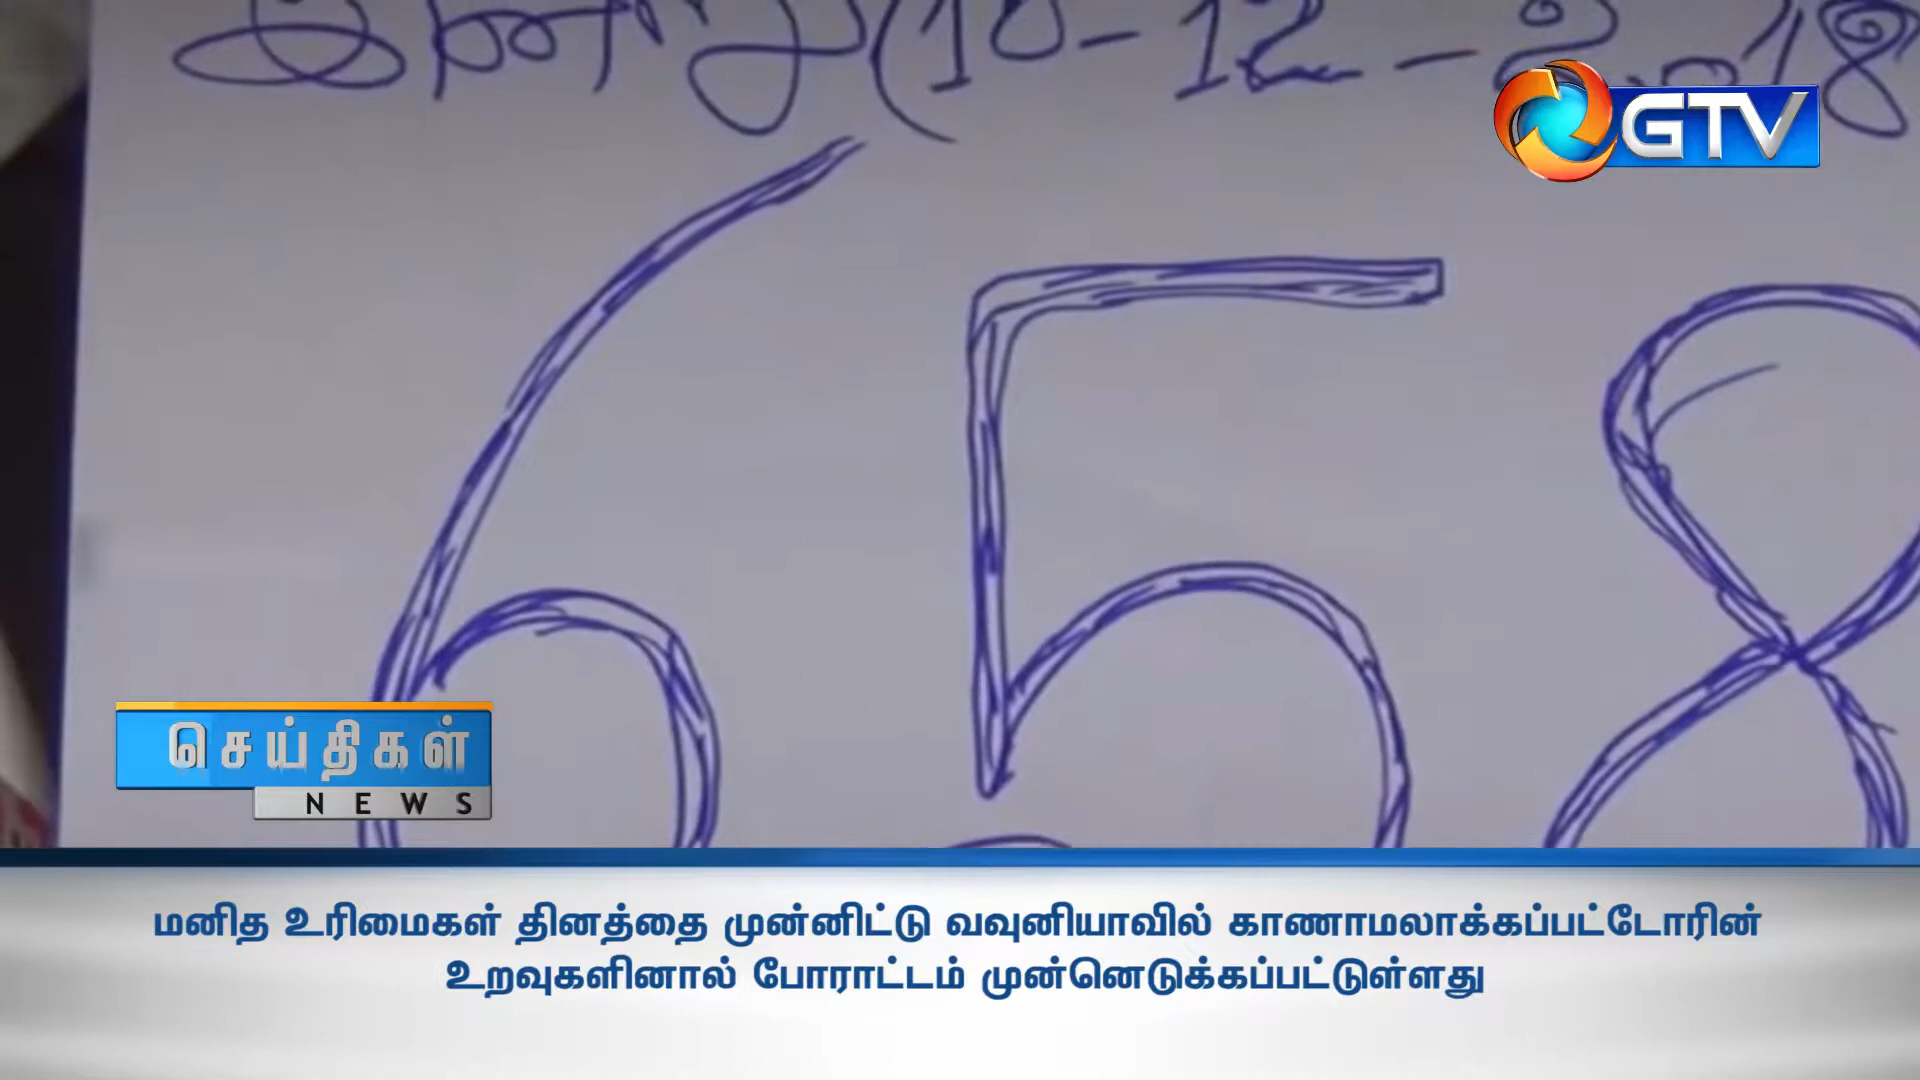 இன்று (10-12-2018
GTV
658
செய்திகள்
NEWS
மனித உரிமைகள் தினத்தை முன்னிட்டு வவுனியாவில் காணாமலாக்கப்பட்டோரின்
உறவுகளினால் போராட்டம் முன்னெடுக்கப்பட்டுள்ளது